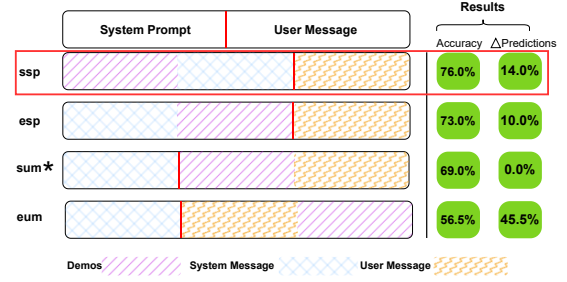 Results
System Prompt User Message
Accuracy △Predictions
ssp 76.0% 14.0%
esp 73.0% 10.0%
sum* 69.0% 0.0%
eum 56.5% 45.5%
Demos System Message User Message